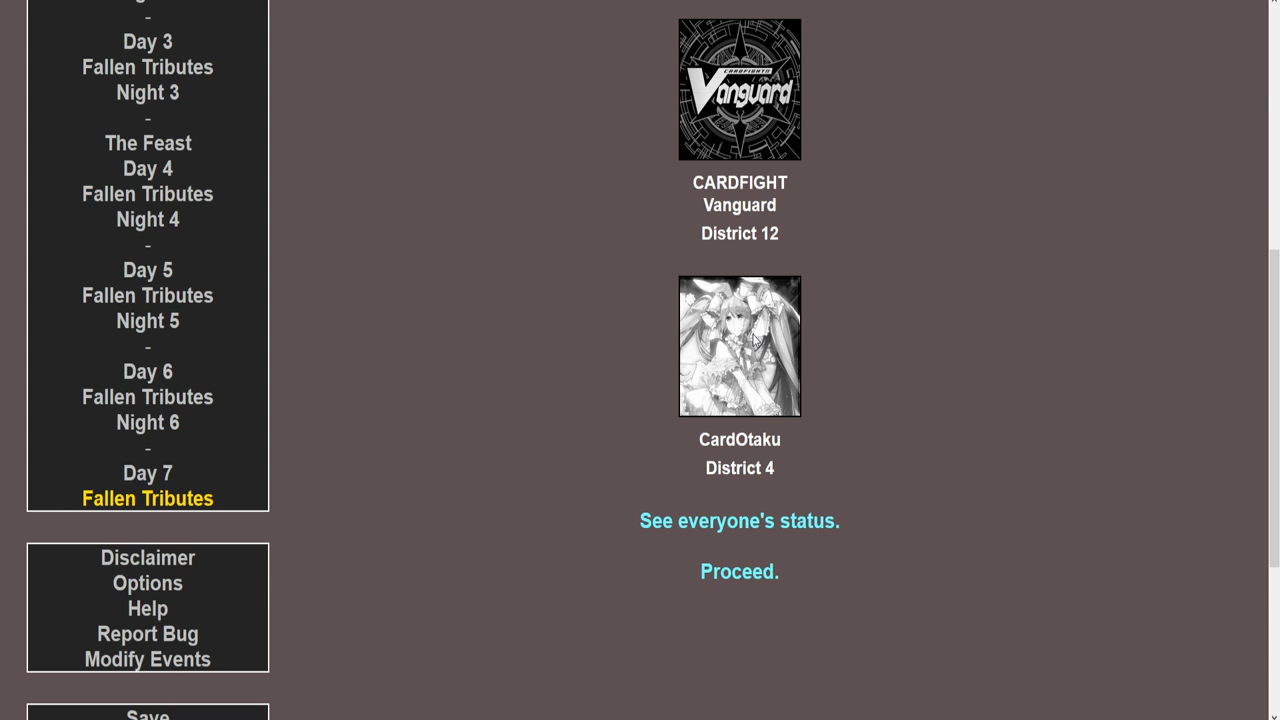 -
Day 3
Fallen Tributes
Night 3
-
The Feast
Day 4
Fallen Tributes
Night 4
-
Day 5
Fallen Tributes
Night 5
-
Day 6
Fallen Tributes
Night 6
-
Day 7
Fallen Tributes
Disclaimer
Options
Help
Report Bug
Modify Events
Save
CARDFIGHT!!
Vanguard
CARDFIGHT
Vanguard
District 12
CardOtaku
District 4
See everyone's status.
Proceed.